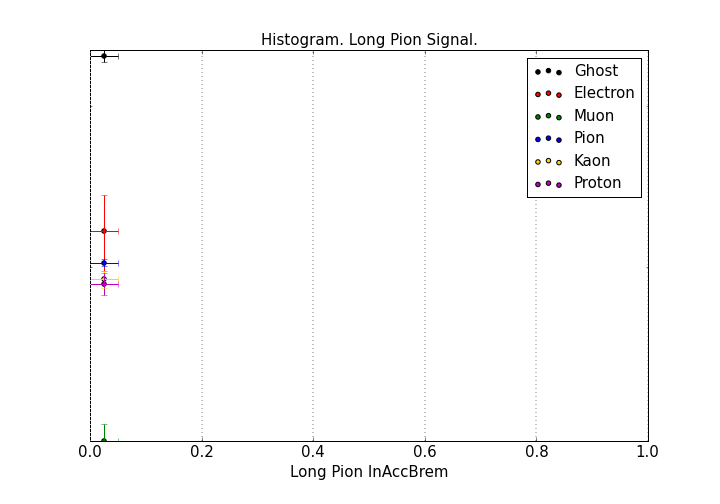 Histogram. Long Pion Signal.
Ghost
Electron
Muon
Pion
Kaon
Proton
0.0 0.2 0.4 0.6 0.8 1.0
Long Pion InAccBrem